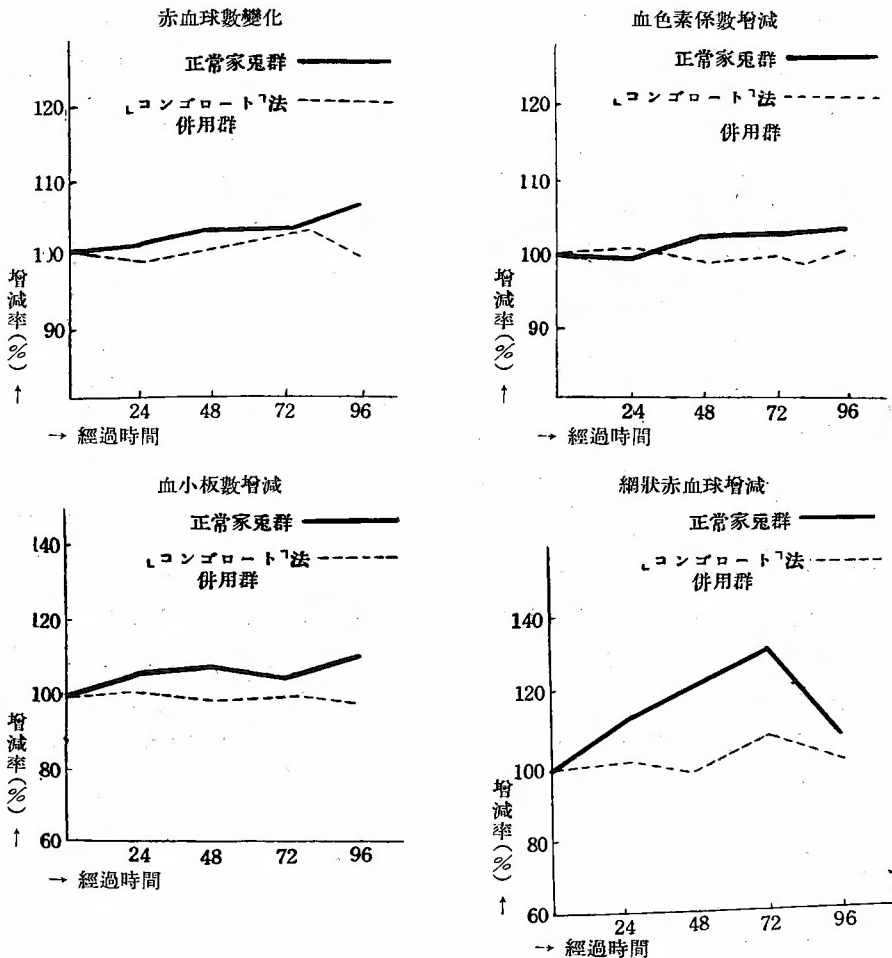 赤血球數變化
正常家兎群
「コンゴロート」法
併用群
120
110
100
90
增減率(%) →
24 48 72 96
→ 經過時間
血色素係數增減
正常家兎群
「コンゴロート」法
併用群
120
110
100
90
增減率(%) →
24 48 72 96
→ 經過時間
血小板數增減
正常家兎群
「コンゴロート」法
併用群
140
120
100
80
60
增減率(%) →
24 48 72 96
→ 經過時間
網狀赤血球增減
正常家兎群
「コンゴロート」法
併用群
140
120
100
80
60
增減率(%) →
24 48 72 96
→ 經過時間